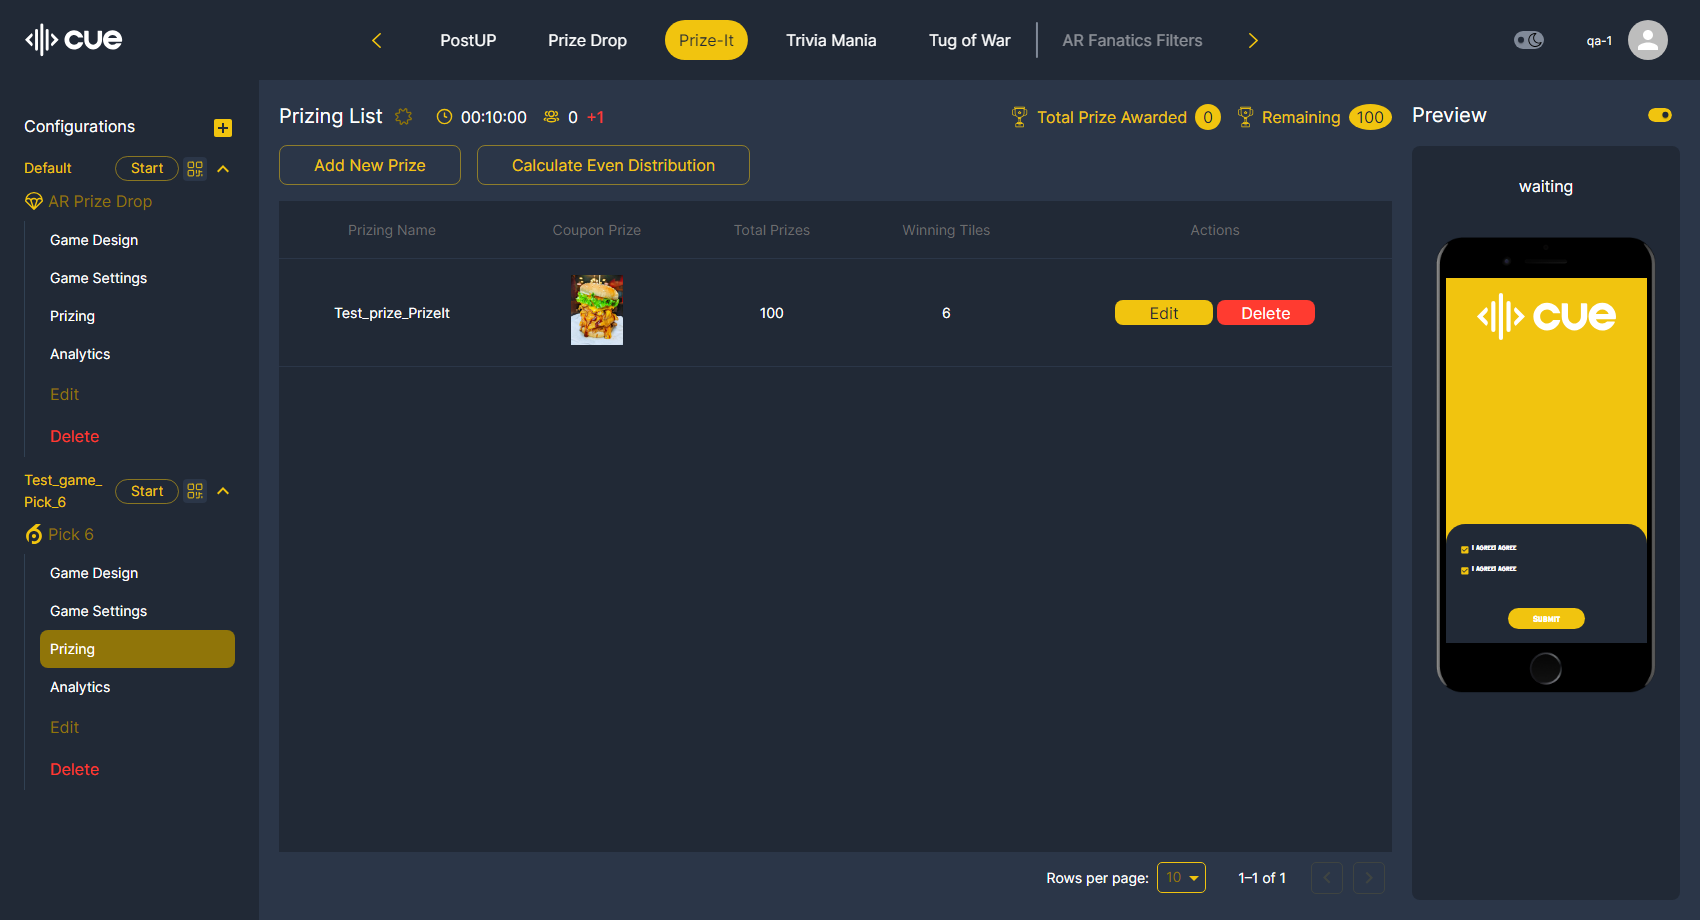 cue
PostUP
Prize Drop
Prize-It
Trivia Mania
Tug of War
AR Fanatics Filters
qa-1
Configurations
Default
Start
AR Prize Drop
Game Design
Game Settings
Prizing
Analytics
Edit
Delete
Test_game_
Pick_6
Start
Pick 6
Game Design
Game Settings
Prizing
Analytics
Edit
Delete
Prizing List
00:10:00
0
+1
Total Prize Awarded 0
Remaining 100
Add New Prize
Calculate Even Distribution
Prizing Name
Coupon Prize
Total Prizes
Winning Tiles
Actions
Test_prize_PrizeIt
100
6
Edit
Delete
Rows per page: 10
1–1 of 1
Preview
waiting
cue
I AGREEI AGREE
I AGREEI AGREE
SUBMIT